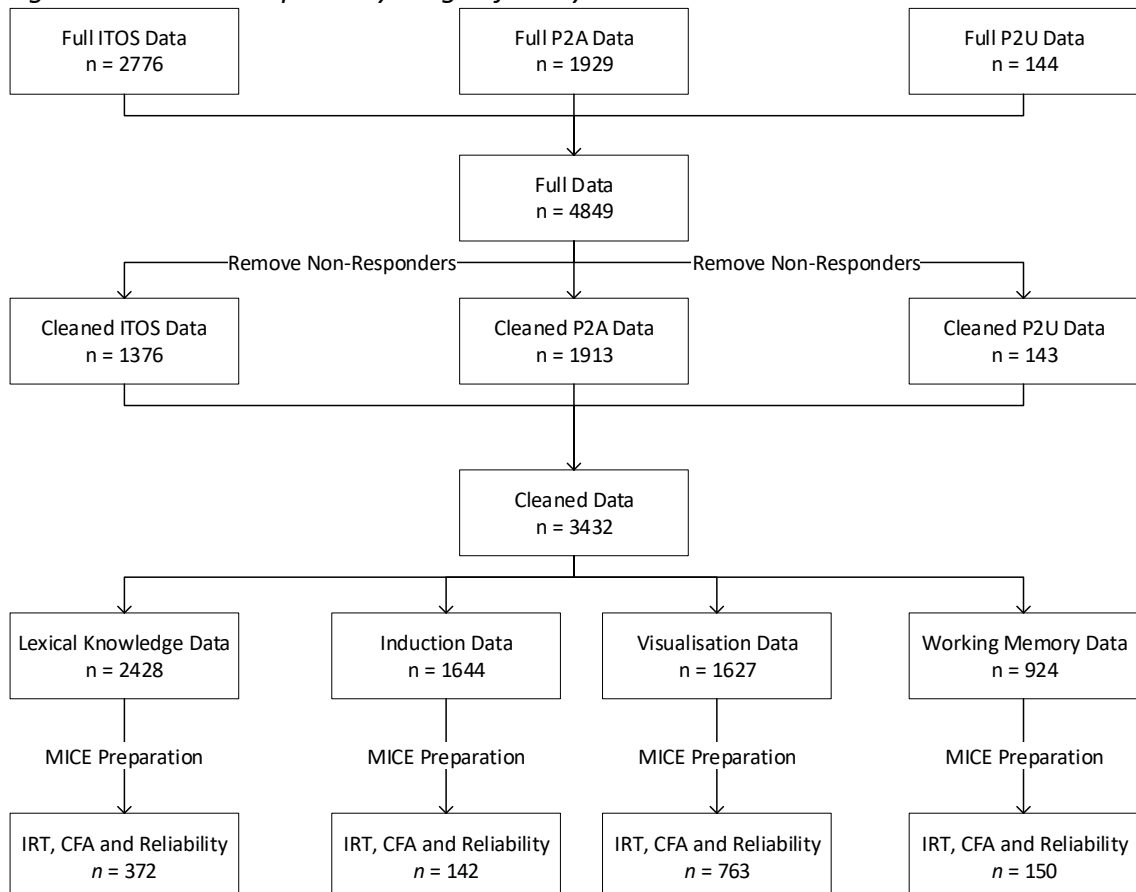 Full ITOS Data
n = 2776
Full P2A Data
n = 1929
Full P2U Data
n = 144
Full Data
n = 4849
Remove Non-Responders
Remove Non-Responders
Cleaned ITOS Data
n = 1376
Cleaned P2A Data
n = 1913
Cleaned P2U Data
n = 143
Cleaned Data
n = 3432
Lexical Knowledge Data
n = 2428
Induction Data
n = 1644
Visualisation Data
n = 1627
Working Memory Data
n = 924
MICE Preparation
MICE Preparation
MICE Preparation
MICE Preparation
IRT, CFA and Reliability
n = 372
IRT, CFA and Reliability
n = 142
IRT, CFA and Reliability
n = 763
IRT, CFA and Reliability
n = 150